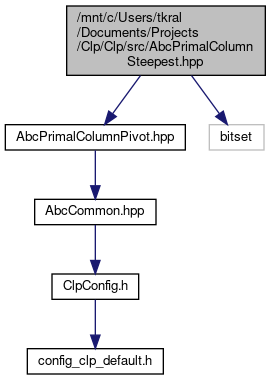 /mnt/c/Users/tkral
/Documents/Projects
/Clp/Clp/src/AbcPrimalColumn
Steepest.hpp
AbcPrimalColumnPivot.hpp
bitset
AbcCommon.hpp
ClpConfig.h
config_clp_default.h